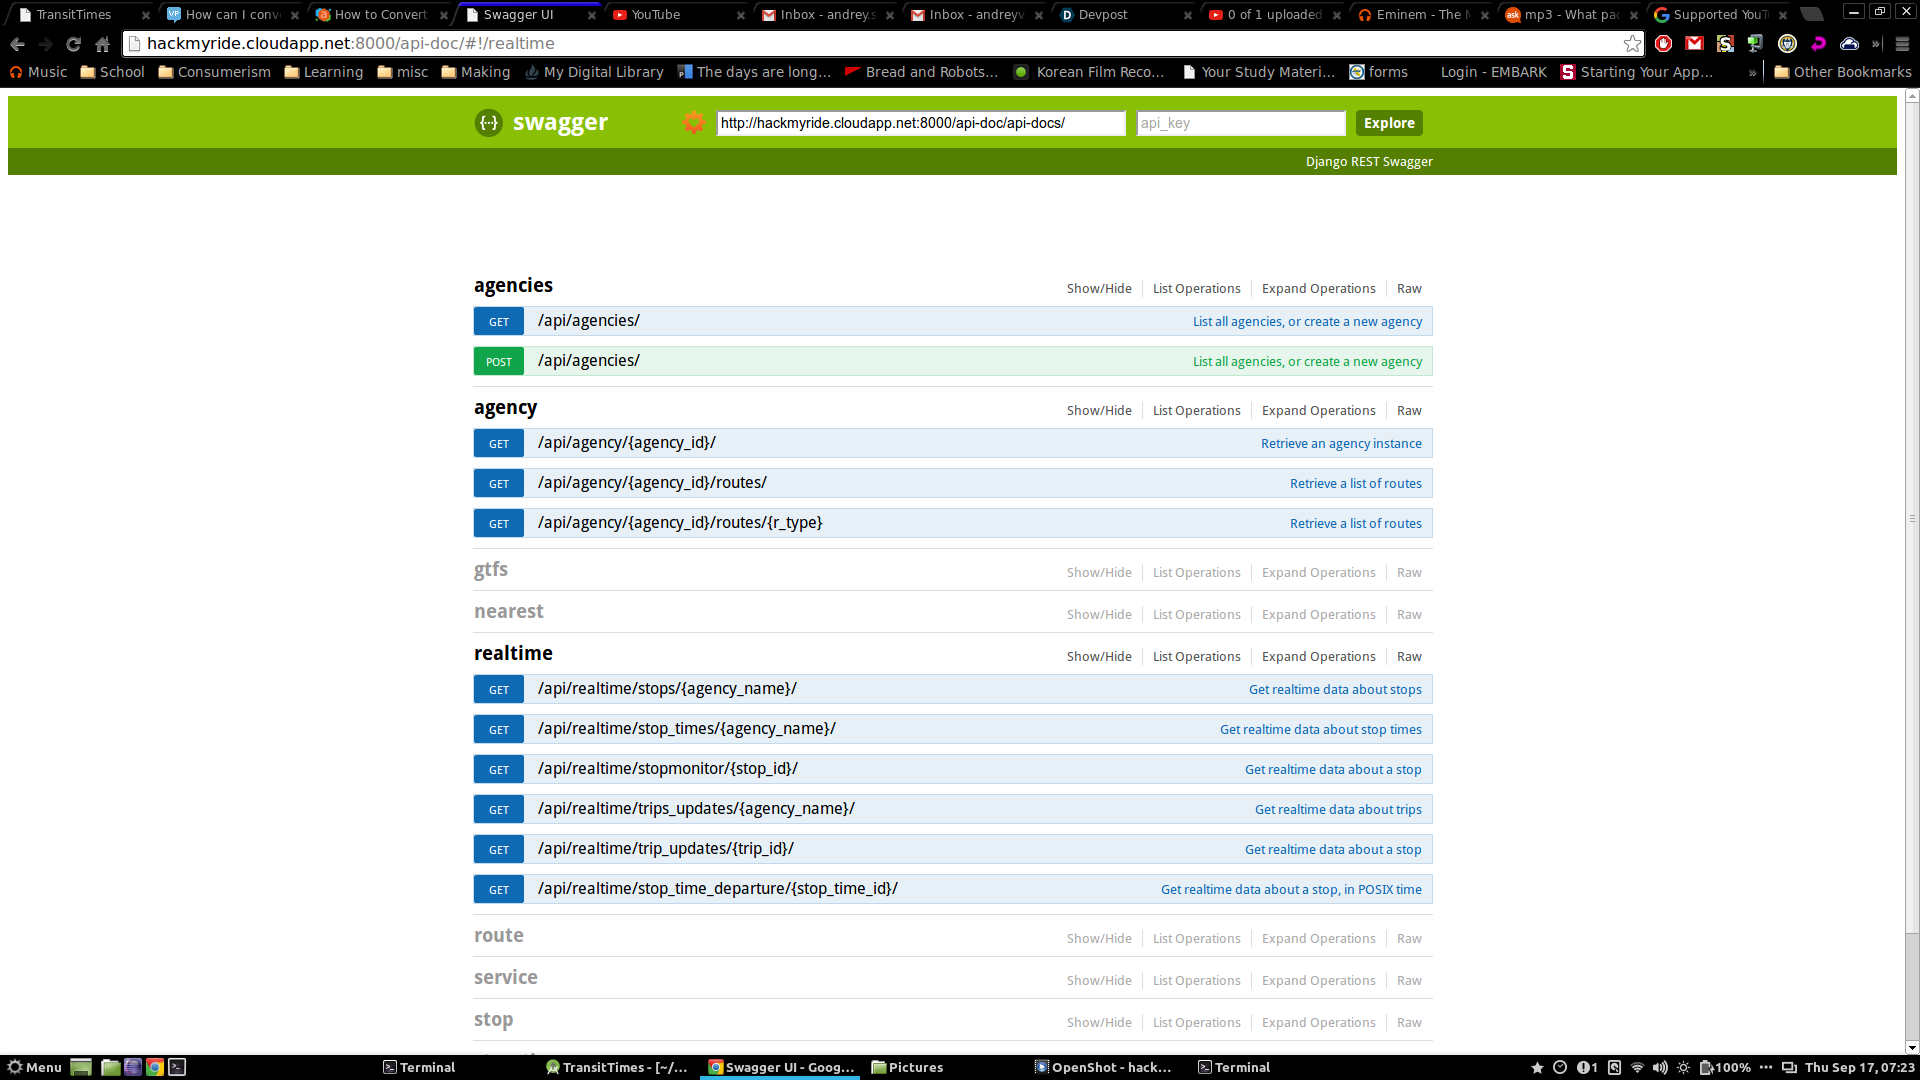 TransitTimes
How can I conv
How to Convert
Swagger UI
YouTube
Inbox - andrey.s
Inbox - andreyv
Devpost
0 of 1 uploaded
Eminem - The
mp3 - What pac
Supported YouT
hackmyride.cloudapp.net:8000/api-doc/#!/realtime
Music School Consumerism Learning misc Making My Digital Library The days are long... Bread and Robots... Korean Film Reco... Your Study Materi... forms Login - EMBARK Starting Your App... » Other Bookmarks
{···} swagger http://hackmyride.cloudapp.net:8000/api-doc/api-docs/ api_key Explore
Django REST Swagger
agencies Show/Hide List Operations Expand Operations Raw
GET /api/agencies/ List all agencies, or create a new agency
POST /api/agencies/ List all agencies, or create a new agency
agency Show/Hide List Operations Expand Operations Raw
GET /api/agency/{agency_id}/ Retrieve an agency instance
GET /api/agency/{agency_id}/routes/ Retrieve a list of routes
GET /api/agency/{agency_id}/routes/{r_type} Retrieve a list of routes
gtfs Show/Hide List Operations Expand Operations Raw
nearest Show/Hide List Operations Expand Operations Raw
realtime Show/Hide List Operations Expand Operations Raw
GET /api/realtime/stops/{agency_name}/ Get realtime data about stops
GET /api/realtime/stop_times/{agency_name}/ Get realtime data about stop times
GET /api/realtime/stopmonitor/{stop_id}/ Get realtime data about a stop
GET /api/realtime/trips_updates/{agency_name}/ Get realtime data about trips
GET /api/realtime/trip_updates/{trip_id}/ Get realtime data about a stop
GET /api/realtime/stop_time_departure/{stop_time_id}/ Get realtime data about a stop, in POSIX time
route Show/Hide List Operations Expand Operations Raw
service Show/Hide List Operations Expand Operations Raw
stop Show/Hide List Operations Expand Operations Raw
Menu Terminal TransitTimes - [~/... Swagger UI - Goog... Pictures OpenShot - hack... Terminal 1 100% Thu Sep 17, 07:23